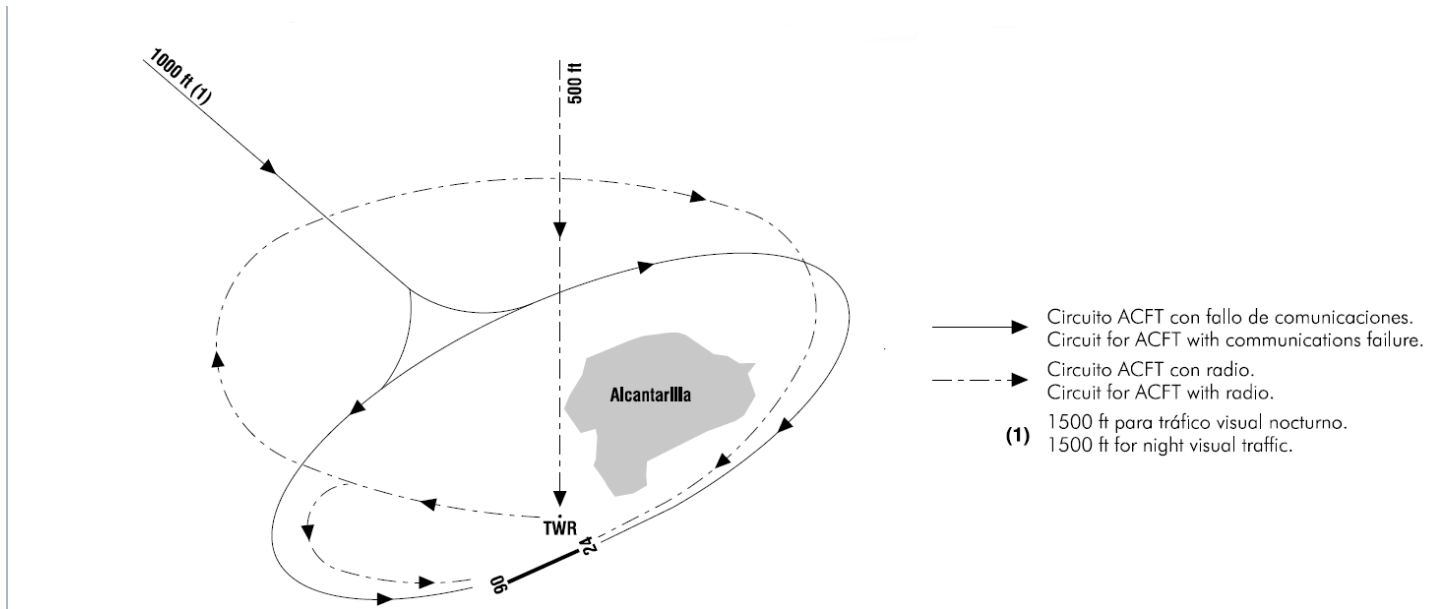 1000 ft (1)
500 ft
Alcantarilla
TWR
24
06
Circuito ACFT con fallo de comunicaciones.
Circuit for ACFT with communications failure.
Circuito ACFT con radio.
Circuit for ACFT with radio.
(1) 1500 ft para tráfico visual nocturno.
1500 ft for night visual traffic.